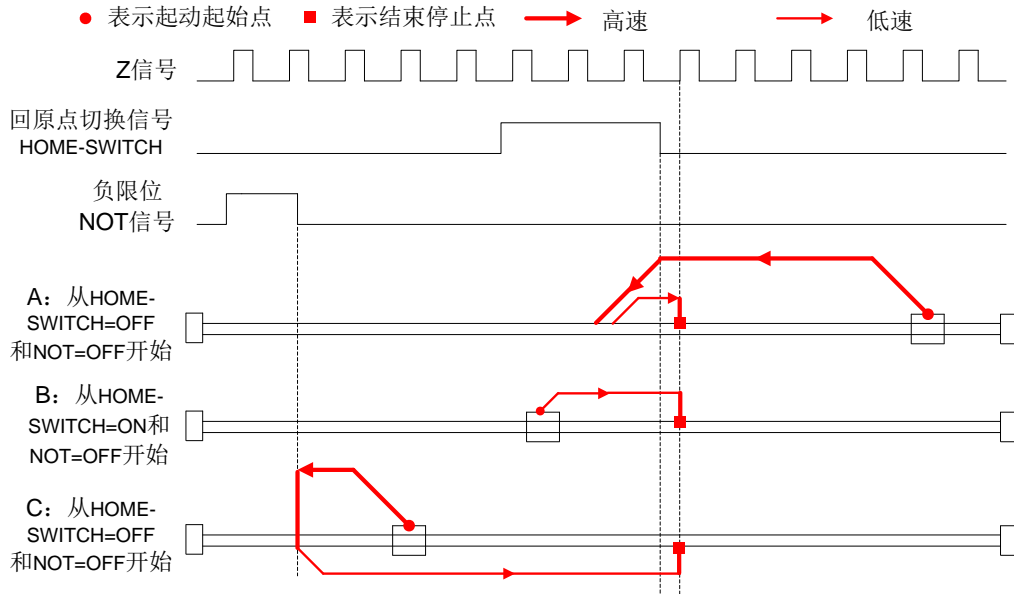 表示起动起始点
表示结束停止点
高速
低速
Z信号
回原点切换信号
HOME-SWITCH
负限位
NOT信号
A：从HOME-
SWITCH=OFF
和NOT=OFF开始
B：从HOME-
SWITCH=ON和
NOT=OFF开始
C：从HOME-
SWITCH=OFF
和NOT=OFF开始